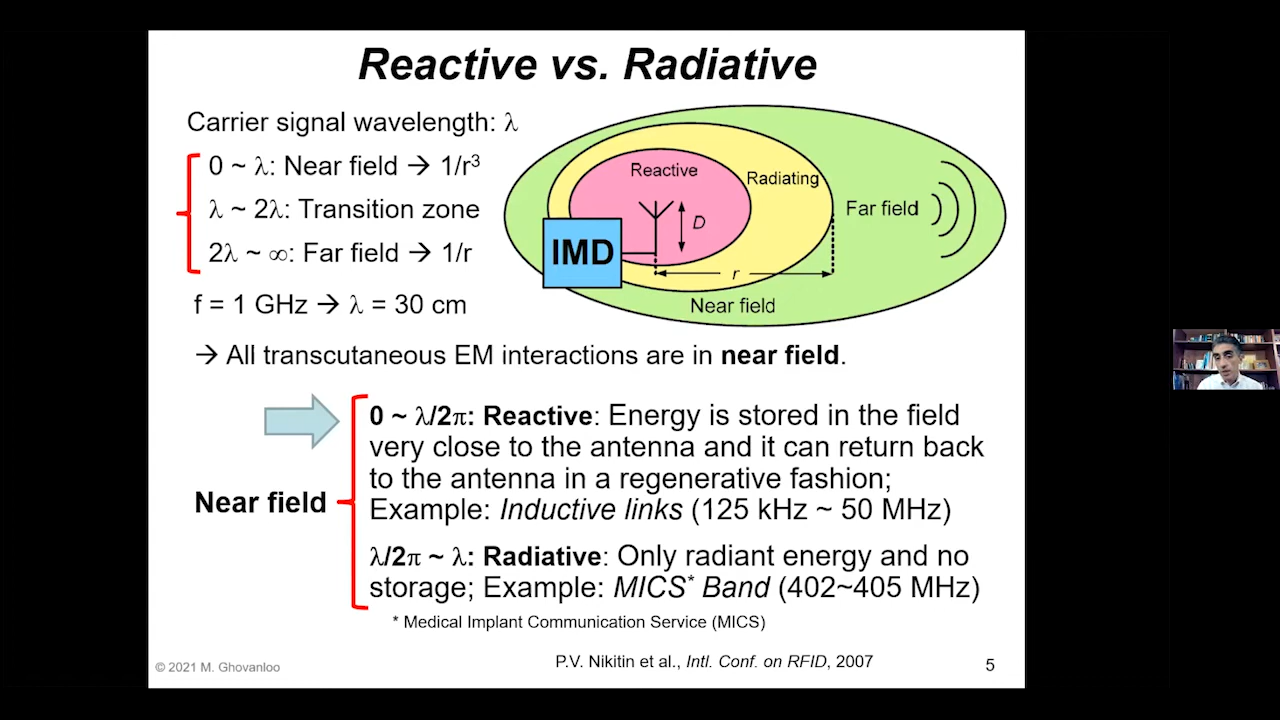 Reactive vs. Radiative
Carrier signal wavelength: λ
0 ~ λ: Near field → 1/r³
λ ~ 2λ: Transition zone
2λ ~ ∞: Far field → 1/r
f = 1 GHz → λ = 30 cm
Reactive
Radiating
D
Far field
IMD
r
Near field
→ All transcutaneous EM interactions are in near field.
Near field
0 ~ λ/2π: Reactive: Energy is stored in the field
very close to the antenna and it can return back
to the antenna in a regenerative fashion;
Example: Inductive links (125 kHz ~ 50 MHz)
λ/2π ~ λ: Radiative: Only radiant energy and no
storage; Example: MICS* Band (402~405 MHz)
* Medical Implant Communication Service (MICS)
© 2021 M. Ghovanloo
P.V. Nikitin et al., Intl. Conf. on RFID, 2007
5